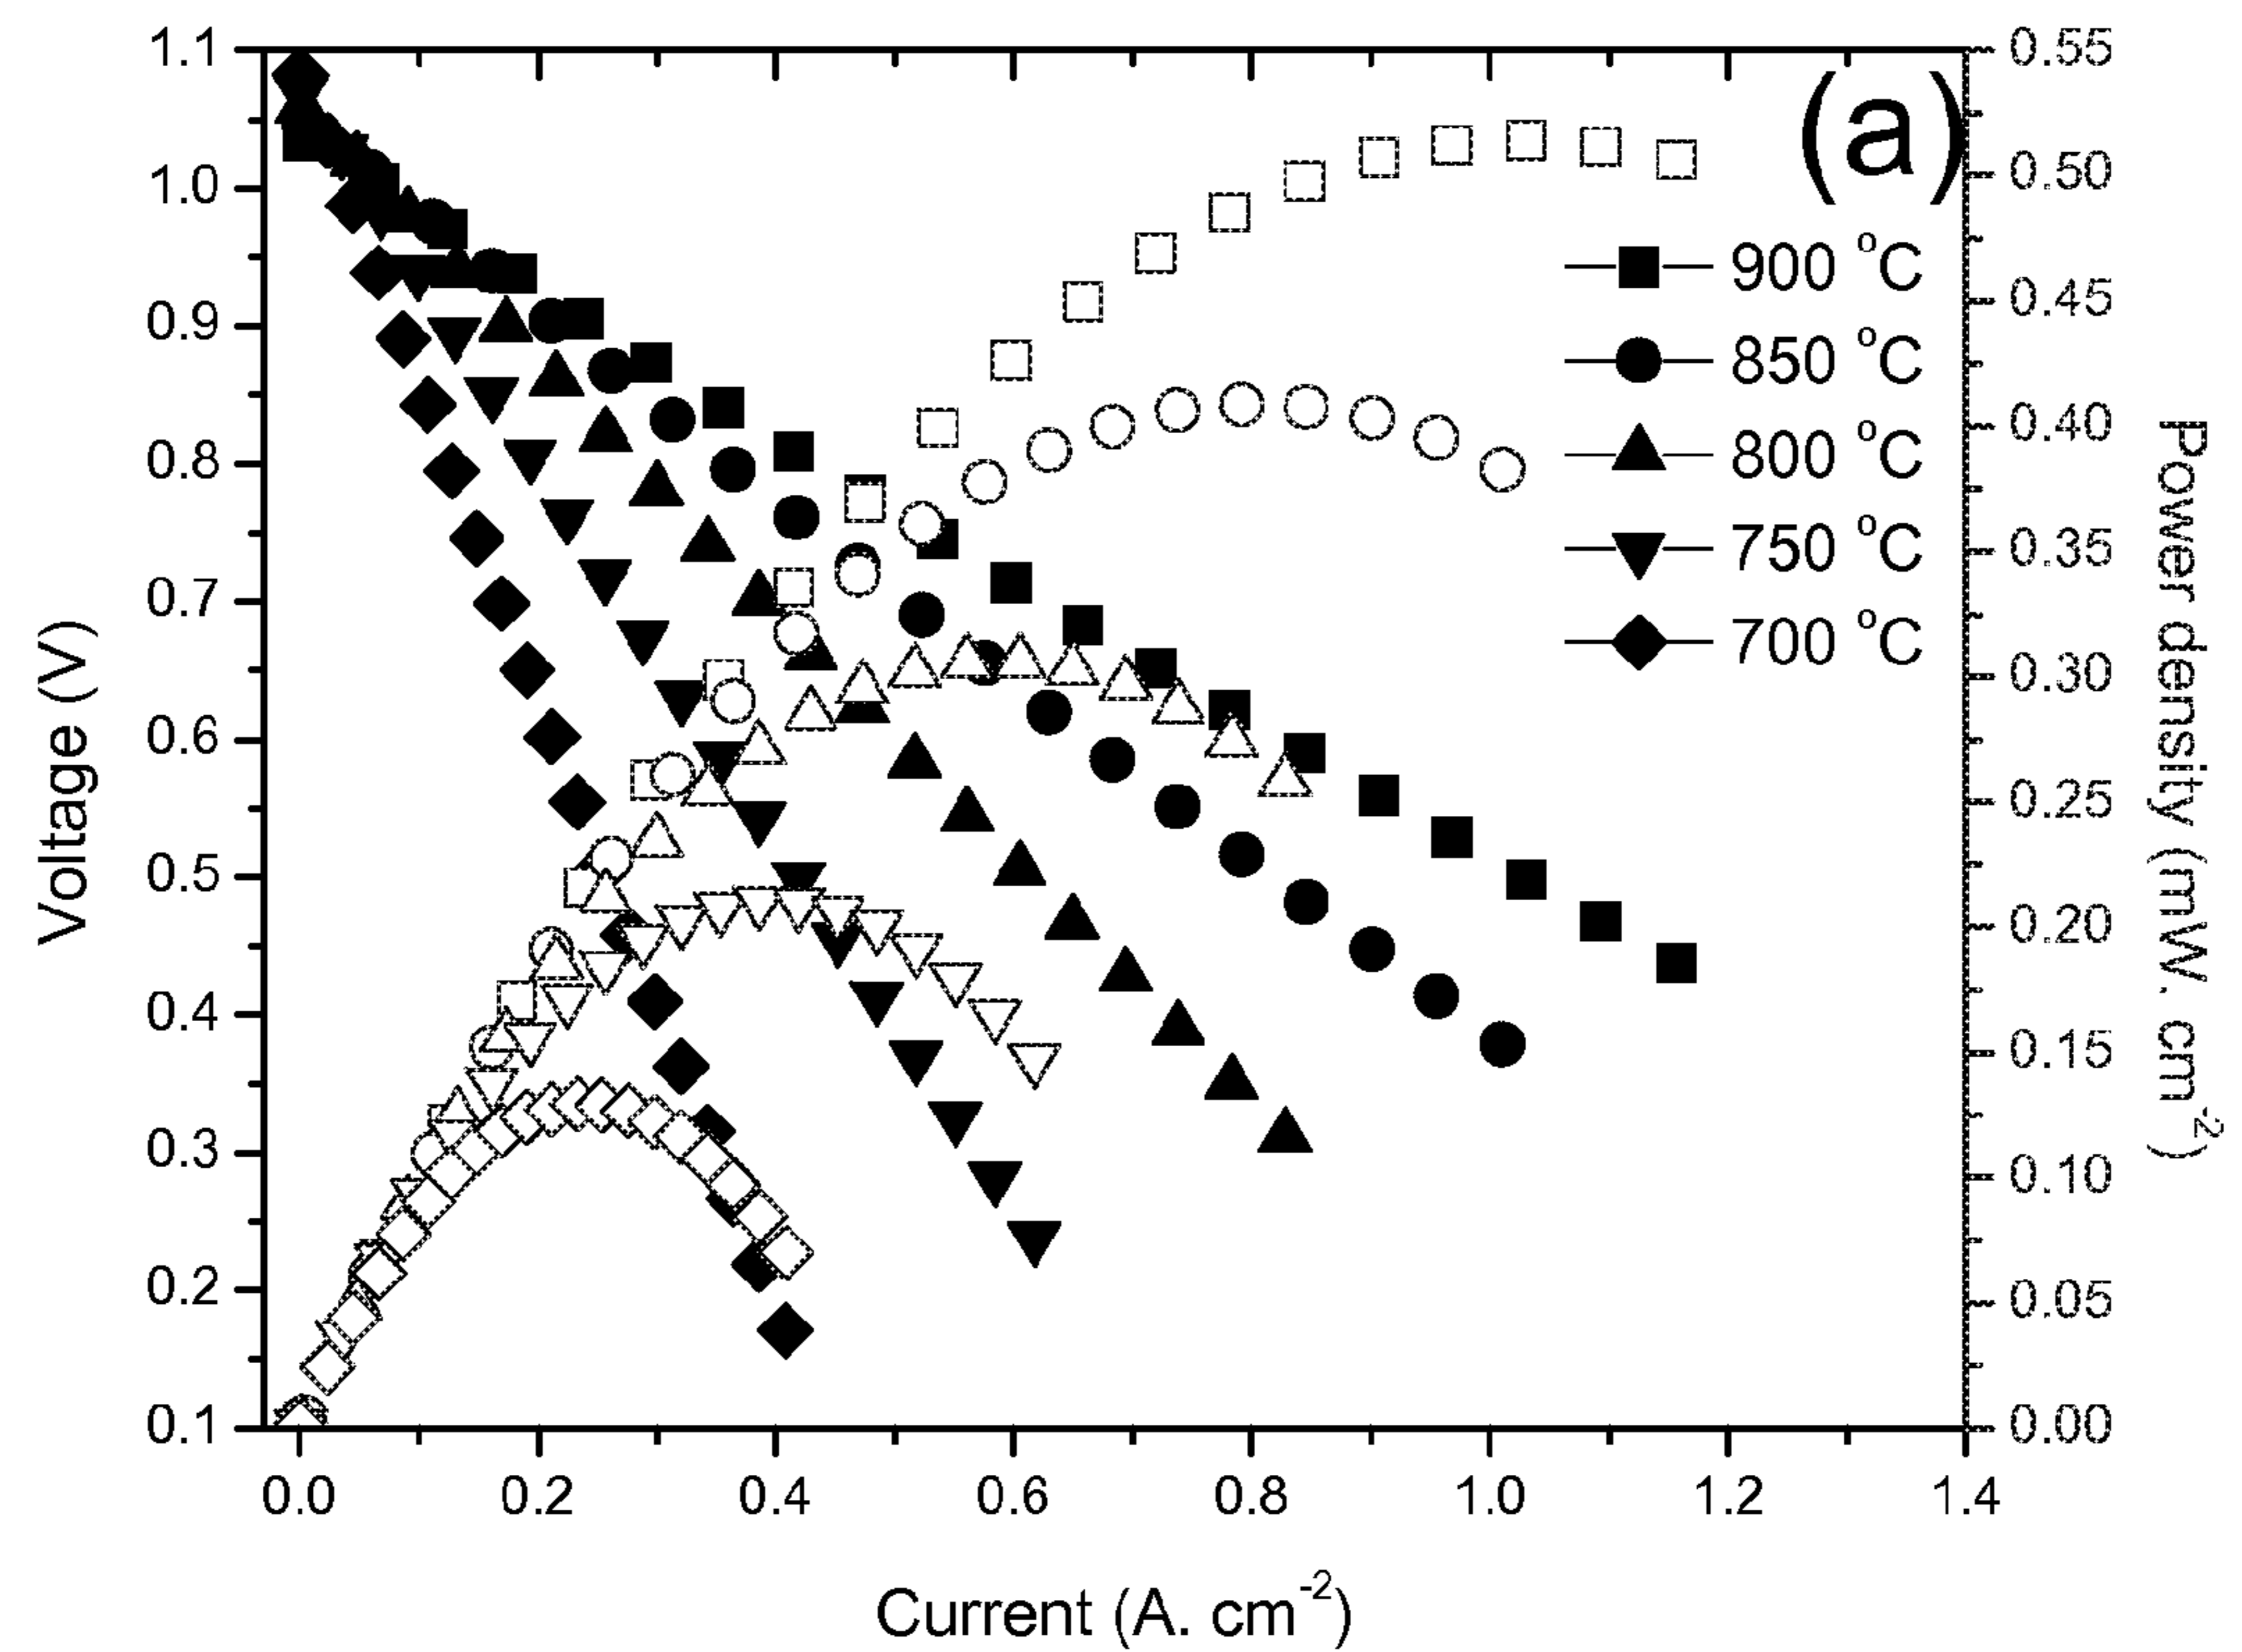 (a)
900 °C
850 °C
800 °C
750 °C
700 °C
1.1
1.0
0.9
0.8
0.7
0.6
0.5
0.4
0.3
0.2
0.1
Voltage (V)
0.55
0.50
0.45
0.40
0.35
0.30
0.25
0.20
0.15
0.10
0.05
0.00
Power density (mW. cm⁻²)
0.0 0.2 0.4 0.6 0.8 1.0 1.2 1.4
Current (A. cm⁻²)